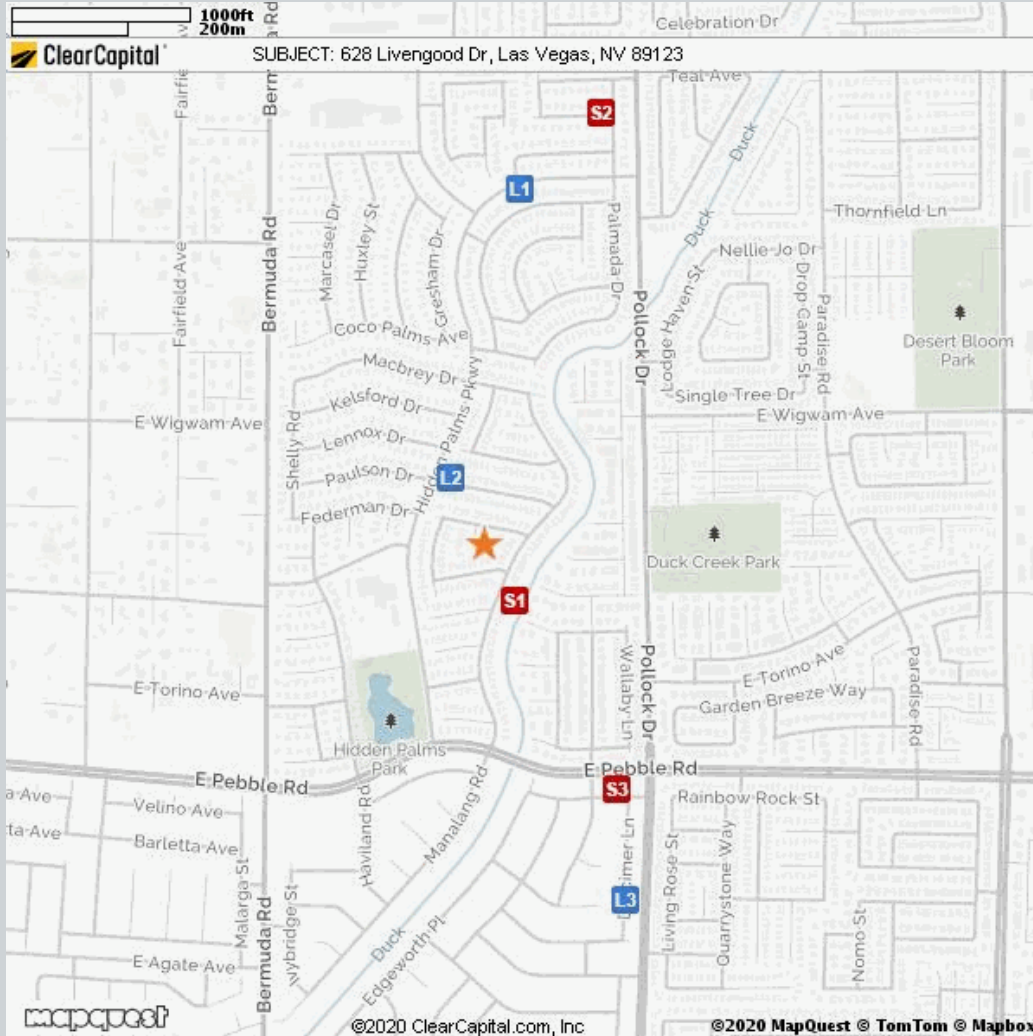 1000ft
200m
Celebration Dr
ClearCapital
SUBJECT: 628 Livengood Dr, Las Vegas, NV 89123
Teal Ave
S2
Duck
L1
Thornfield Ln
Palmada Dr
Marcasel Dr
Huxley St
Gresham Dr
Duck
Bermuda Rd
Fairfield Ave
Nellie Jo Dr
Lodge Haven St
Drop Camp St
Paradise Rd
Pollock Dr
Coco Palms Ave
Desert Bloom
Park
Macbrey Dr
Single Tree Dr
Kelsford Dr
E Wigwam Ave
E Wigwam Ave
Shelly Rd
Lennox Dr
Hidden Palms Pkwy
Paulson Dr
L2
Federman Dr
Duck Creek Park
S1
Wallaby Ln
Pollock Dr
E Torino Ave
Paradise Rd
E Torino Ave
Garden Breeze Way
Hidden Palms
Park
E Pebble Rd
E Pebble Rd
S3
Rainbow Rock St
Velino Ave
Barletta Ave
Haviland Rd
Manalang Rd
Malarga St
Living Rose St
Quarrystone Way
L3
Bermuda Rd
Ivybridge St
Duck
Edgeworth Pl
Nomo St
E Agate Ave
mapquest
©2020 ClearCapital.com, Inc
©2020 MapQuest © TomTom © Mapbox